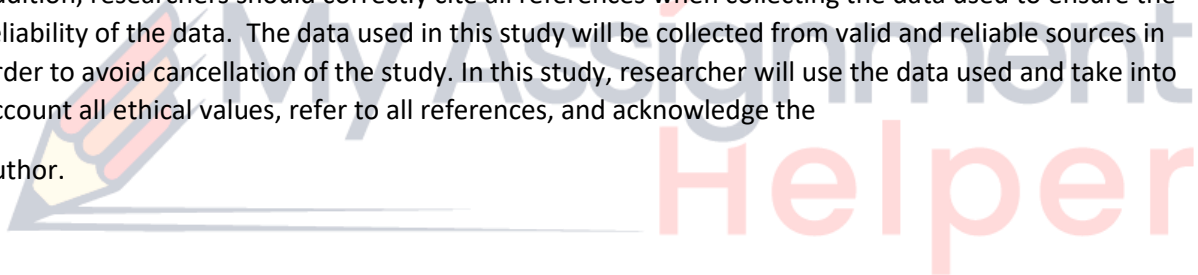 addition, researchers should correctly cite all references when collecting the data used to ensure the
reliability of the data.  The data used in this study will be collected from valid and reliable sources in
order to avoid cancellation of the study. In this study, researcher will use the data used and take into
account all ethical values, refer to all references, and acknowledge the
author.
My Assignment
Helper